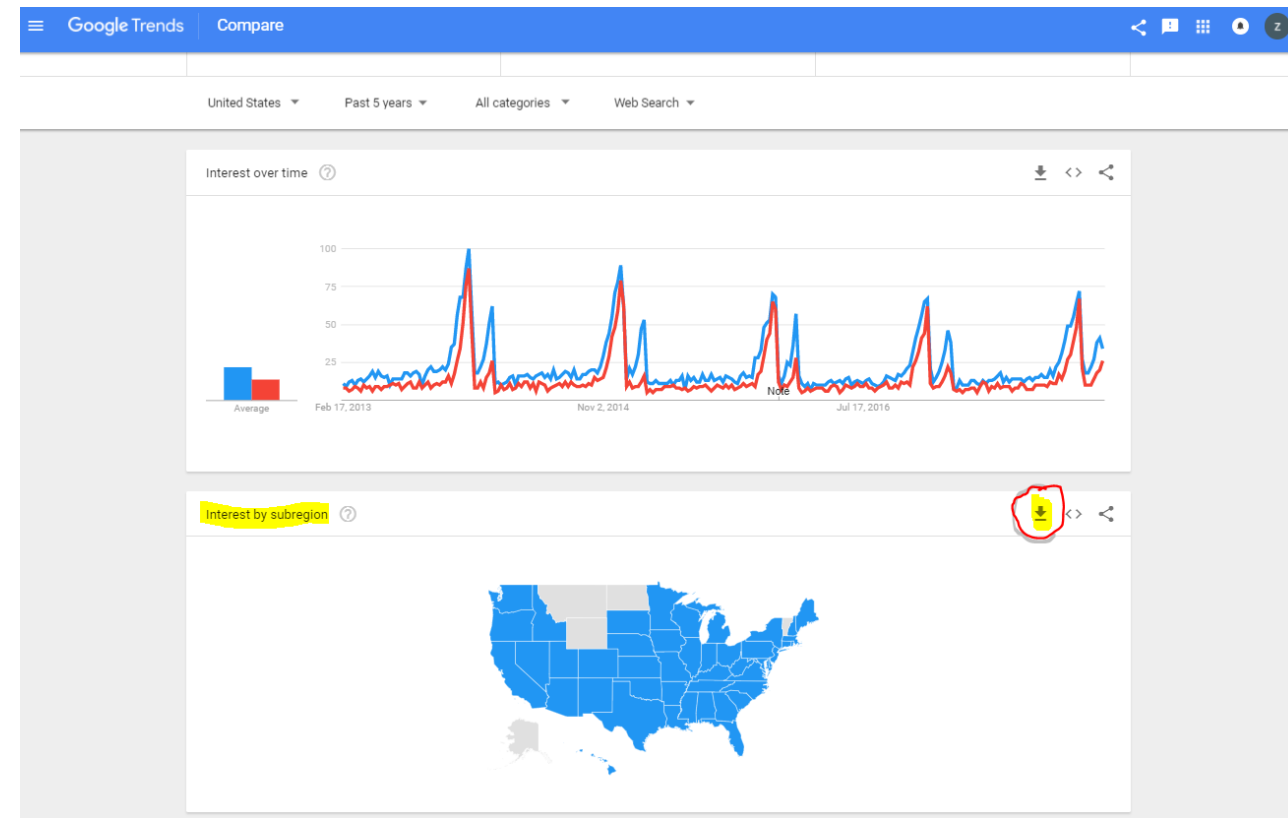 Google Trends Compare z
United States Past 5 years All categories Web Search
Interest over time ?
100
75
50
25
Note
Average Feb 17, 2013 Nov 2, 2014 Jul 17, 2016
Interest by subregion ?